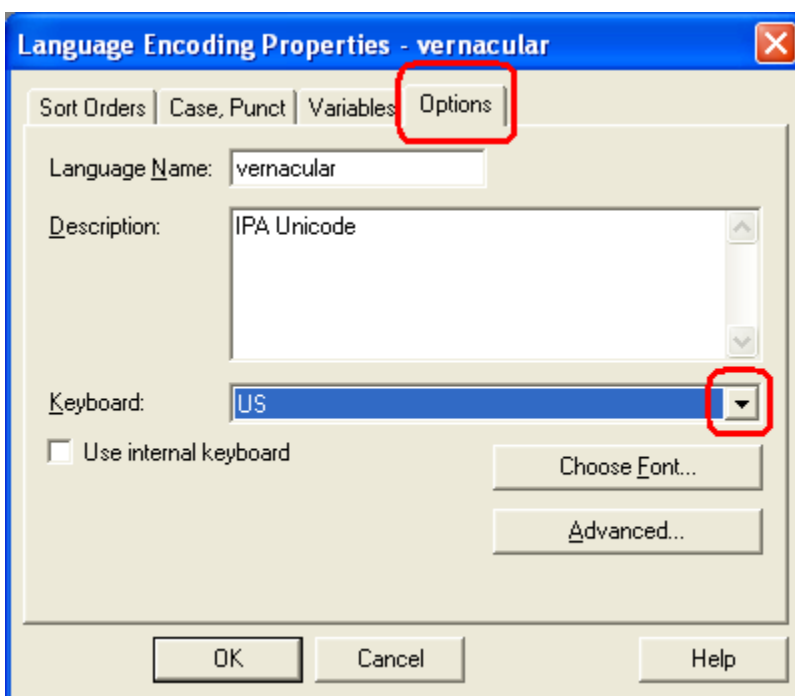 Language Encoding Properties - vernacular
Sort Orders Case, Punct Variables Options
Language Name: vernacular
Description: IPA Unicode
Keyboard: US
Use internal keyboard
Choose Font...
Advanced...
OK Cancel Help